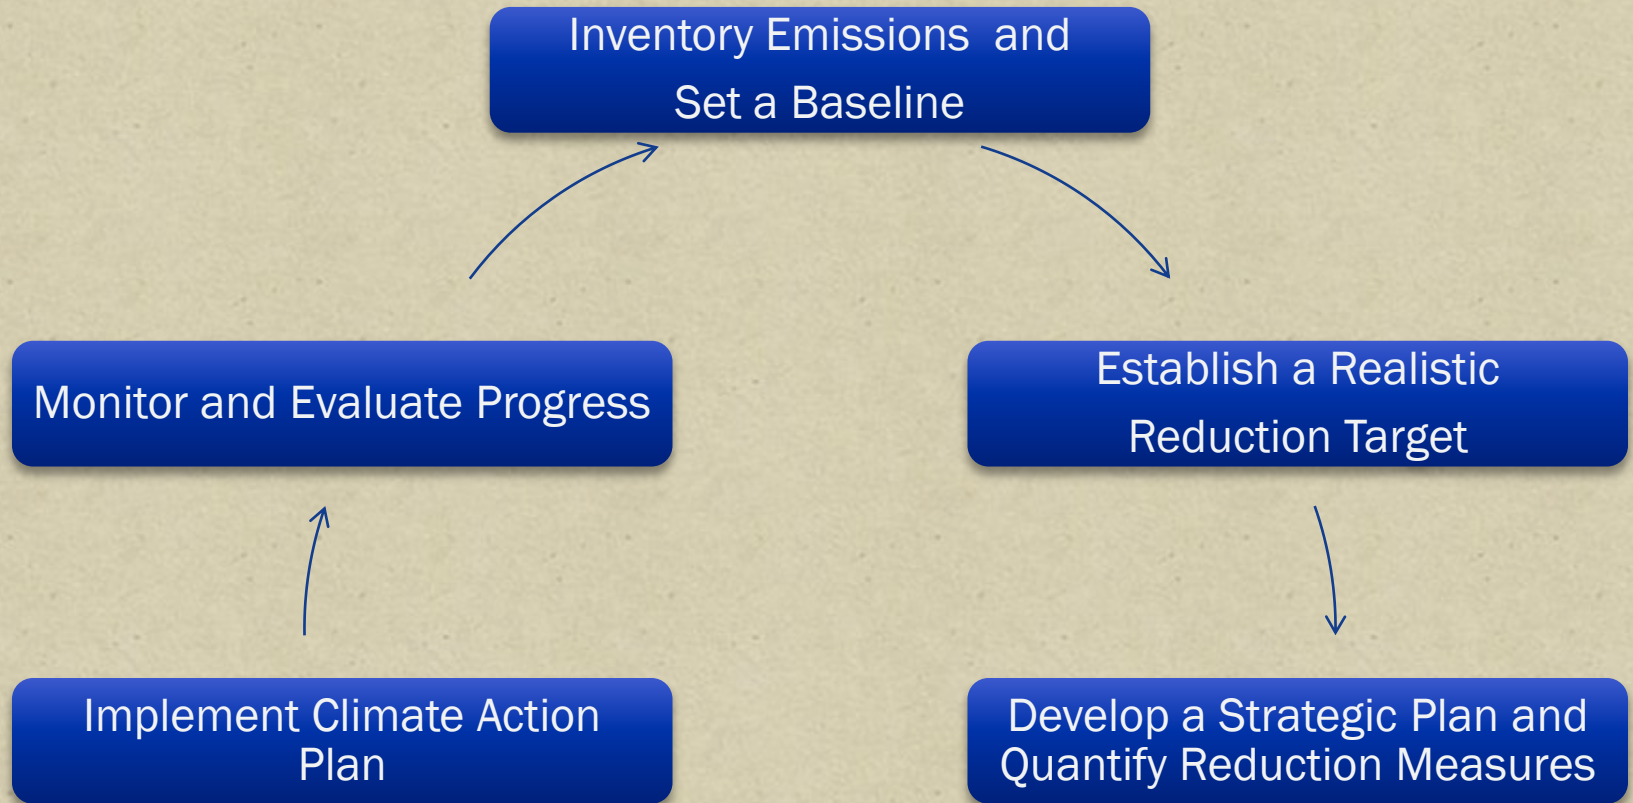 Inventory Emissions  and
Set a Baseline
Monitor and Evaluate Progress
Establish a Realistic
Reduction Target
Implement Climate Action
Plan
Develop a Strategic Plan and
Quantify Reduction Measures